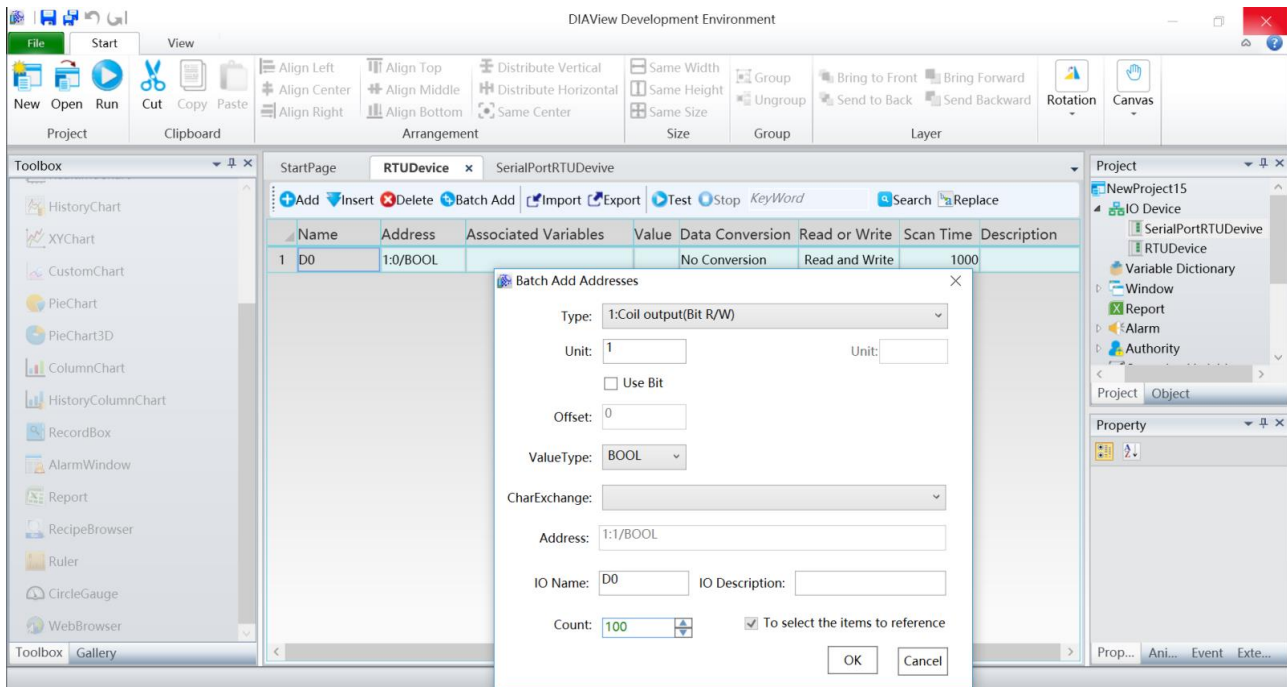 DIAView Development Environment
File Start View
New Open Run Cut Copy Paste
Align Left Align Top Distribute Vertical
Align Center Align Middle Distribute Horizontal
Align Right Align Bottom Same Center
Same Width
Same Height
Same Size
Group
Ungroup
Bring to Front Bring Forward
Send to Back Send Backward
Rotation Canvas
Project Clipboard Arrangement Size Group Layer
Toolbox
HistoryChart
XYChart
CustomChart
PieChart
PieChart3D
ColumnChart
HistoryColumnChart
RecordBox
AlarmWindow
Report
RecipeBrowser
Ruler
CircleGauge
WebBrowser
Toolbox Gallery
StartPage RTUDevice x SerialPortRTUDevive
Add Insert Delete Batch Add Import Export Test Stop KeyWord Search Replace
Name Address Associated Variables Value Data Conversion Read or Write Scan Time Description
1 D0 1:0/BOOL No Conversion Read and Write 1000
Batch Add Addresses
Type: 1:Coil output(Bit R/W)
Unit: 1 Unit:
Use Bit
Offset: 0
ValueType: BOOL
CharExchange:
Address: 1:1/BOOL
IO Name: D0 IO Description:
Count: 100 To select the items to reference
OK Cancel
Project
NewProject15
IO Device
SerialPortRTUDevive
RTUDevice
Variable Dictionary
Window
Report
Alarm
Authority
Project Object
Property
Prop... Ani... Event Exte...